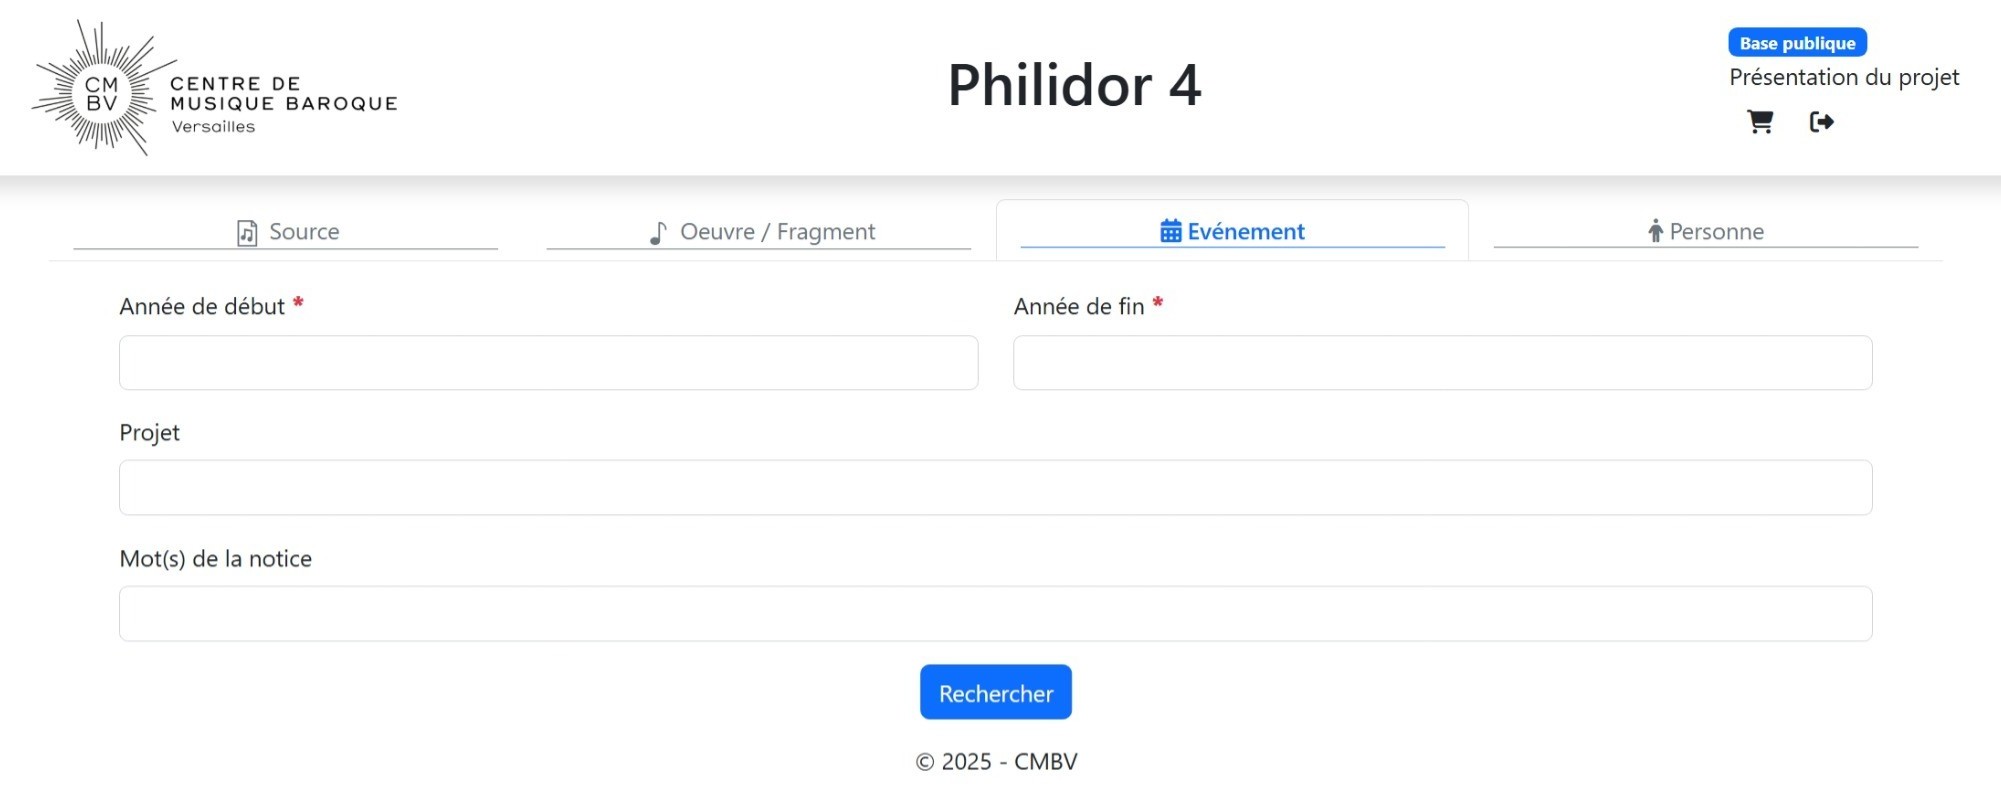 CM
BV
CENTRE DE
MUSIQUE BAROQUE
Versailles
Philidor 4
Base publique
Présentation du projet
Source
Oeuvre / Fragment
Evénement
Personne
Année de début *
Année de fin *
Projet
Mot(s) de la notice
Rechercher
© 2025 - CMBV